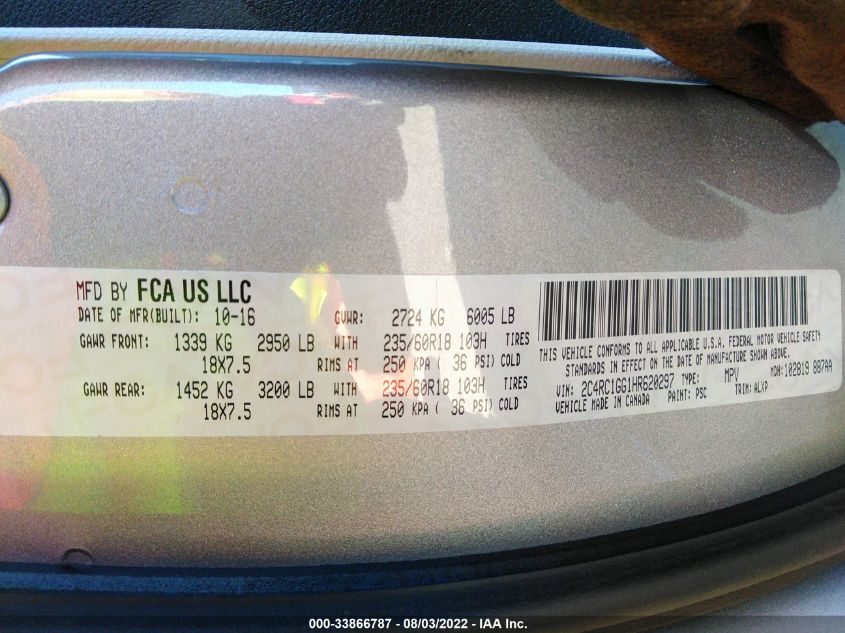 MFD BY FCA US LLC
DATE OF MFR(BUILT): 10-16 GVWR: 2724 KG 6005 LB
GAWR FRONT: 1339 KG 2950 LB WITH 235/60R18 103H TIRES
18X7.5 RIMS AT 250 KPA ( 36 PSI) COLD
GAWR REAR: 1452 KG 3200 LB WITH 235/60R18 103H TIRES
18X7.5 RIMS AT 250 KPA ( 36 PSI) COLD
THIS VEHICLE CONFORMS TO ALL APPLICABLE U.S.A. FEDERAL MOTOR VEHICLE SAFETY
STANDARDS IN EFFECT ON THE DATE OF MANUFACTURE SHOWN ABOVE.
VIN: 2C4RC1GG1HR620297 TYPE: MPV MDH: 102819 887AA
VEHICLE MADE IN CANADA PAINT: PSC TRIM: ALXP
000-33866787 - 08/03/2022 - IAA Inc.